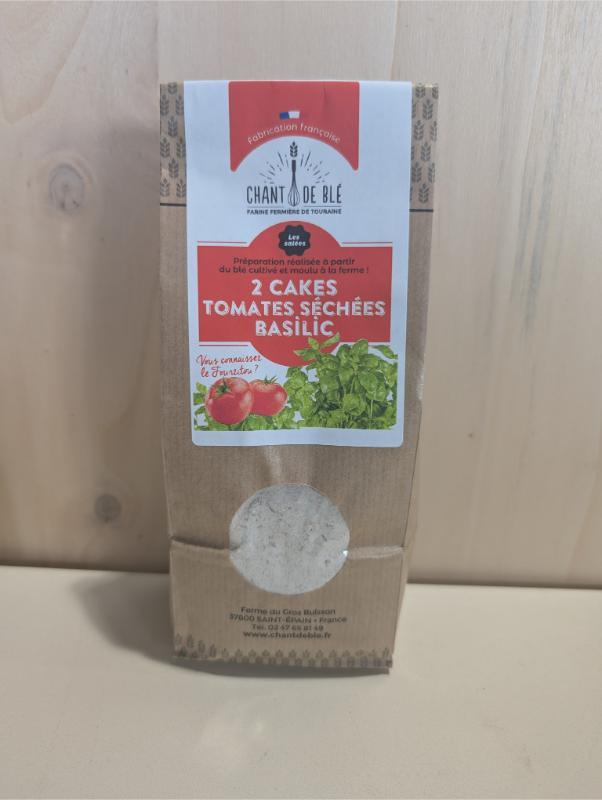 Fabrication française
CHANT DE BLÉ
FARINE FERMIÈRE DE TOURAINE
Les
salées
Préparation réalisée à partir
du blé cultivé et moulu à la ferme !
2 CAKES
TOMATES SÉCHÉES
BASILIC
Vous connaissez
le Fourzitou ?
Ferme du Gros Buisson
37800 SAINT-ÉPAIN • France
Tél. 02 47 65 81 49
www.chantdeble.fr